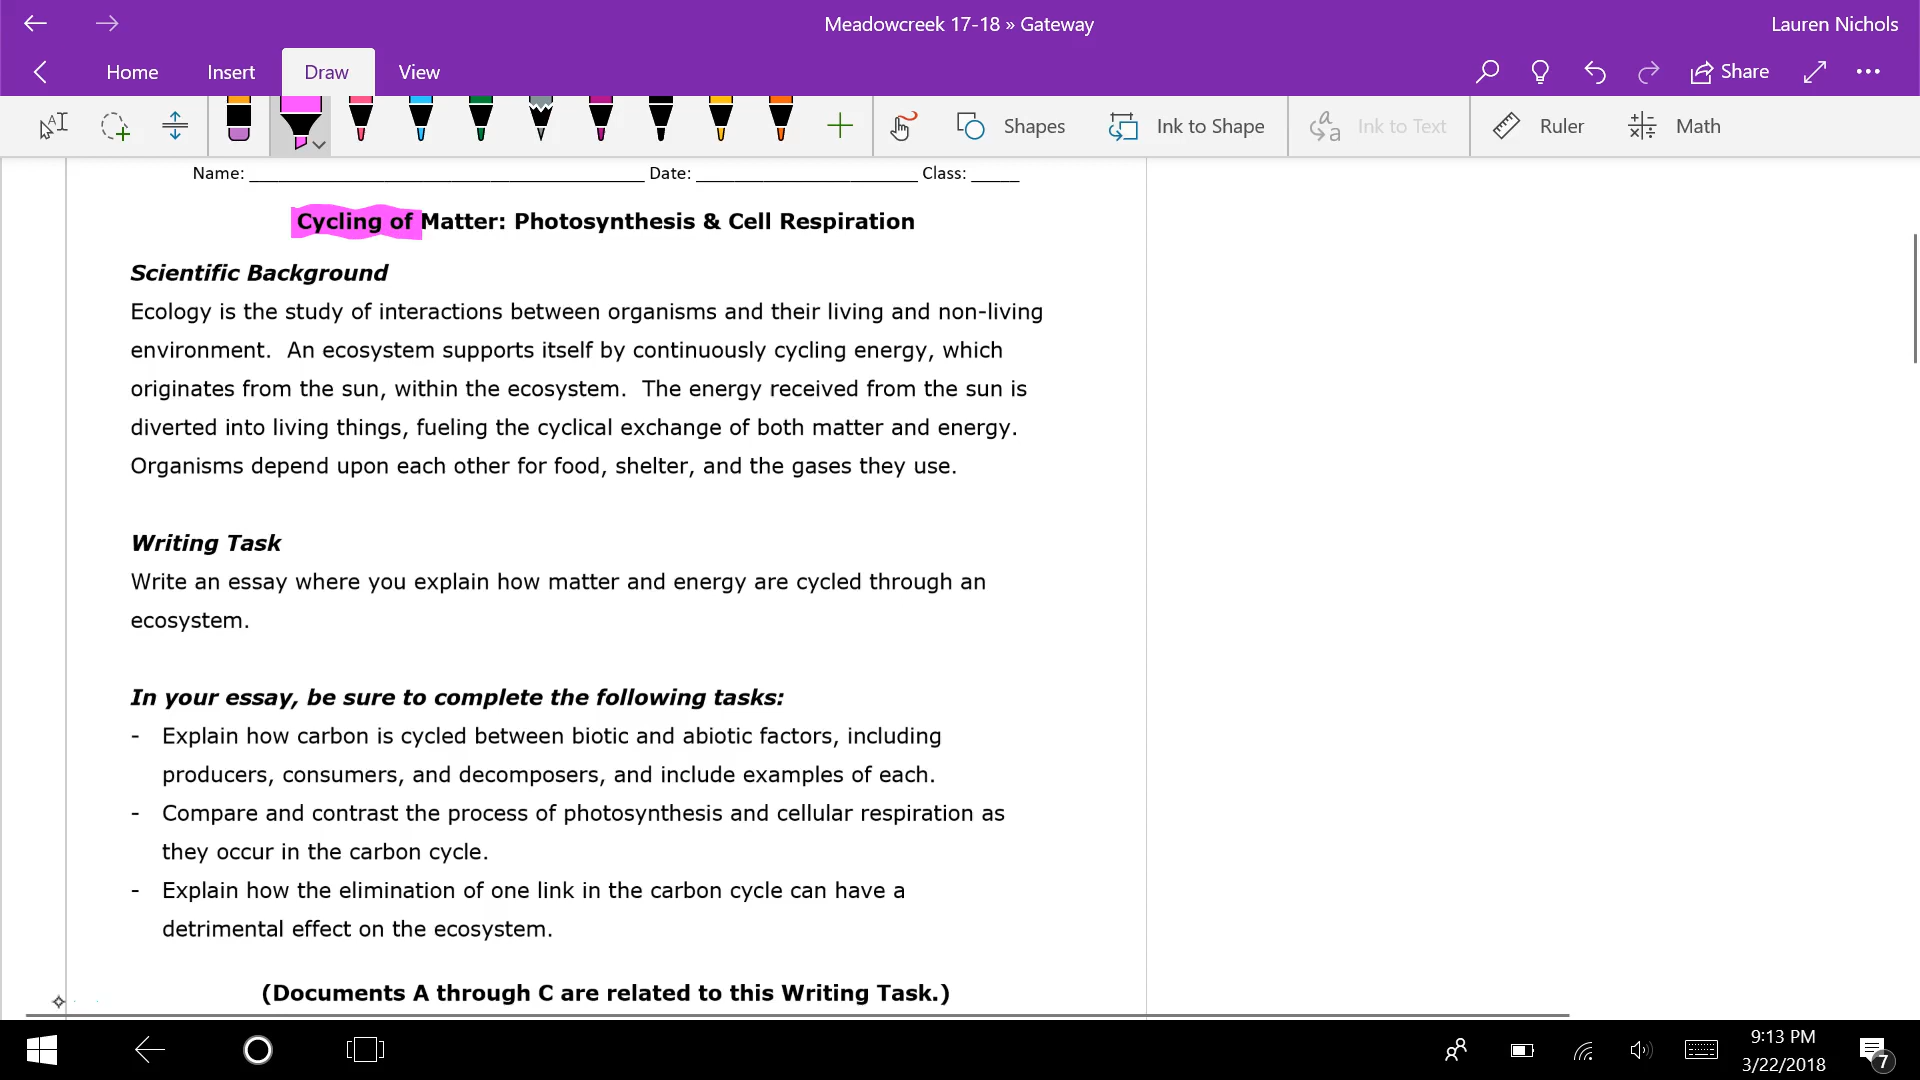 Meadowcreek 17-18 » Gateway
Lauren Nichols
Home Insert Draw View
Share
Shapes Ink to Shape Ink to Text Ruler Math
Name: ________________________________________ Date: ______________________ Class: _____
Cycling of Matter: Photosynthesis & Cell Respiration
Scientific Background
Ecology is the study of interactions between organisms and their living and non-living
environment.  An ecosystem supports itself by continuously cycling energy, which
originates from the sun, within the ecosystem.  The energy received from the sun is
diverted into living things, fueling the cyclical exchange of both matter and energy.
Organisms depend upon each other for food, shelter, and the gases they use.
Writing Task
Write an essay where you explain how matter and energy are cycled through an
ecosystem.
In your essay, be sure to complete the following tasks:
- Explain how carbon is cycled between biotic and abiotic factors, including
producers, consumers, and decomposers, and include examples of each.
- Compare and contrast the process of photosynthesis and cellular respiration as
they occur in the carbon cycle.
- Explain how the elimination of one link in the carbon cycle can have a
detrimental effect on the ecosystem.
(Documents A through C are related to this Writing Task.)
9:13 PM
3/22/2018
7